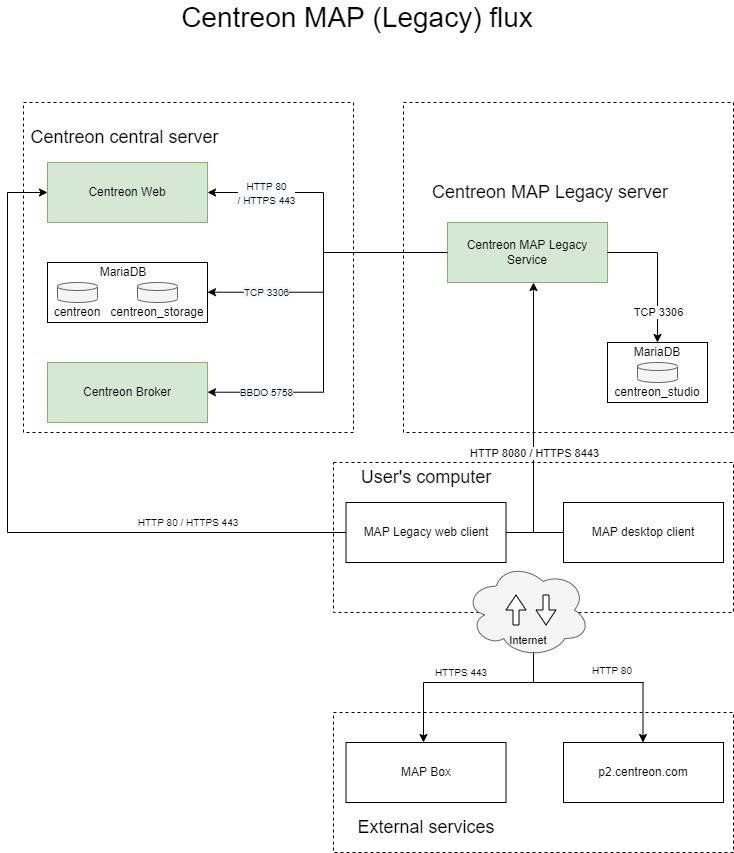 Centreon MAP (Legacy) flux
Centreon central server
Centreon Web
HTTP 80
/ HTTPS 443
MariaDB
centreon
centreon_storage
TCP 3306
Centreon Broker
BBDO 5758
Centreon MAP Legacy server
Centreon MAP Legacy
Service
TCP 3306
MariaDB
centreon_studio
HTTP 8080 / HTTPS 8443
User's computer
MAP Legacy web client
MAP desktop client
HTTP 80 / HTTPS 443
Internet
HTTPS 443
HTTP 80
MAP Box
p2.centreon.com
External services